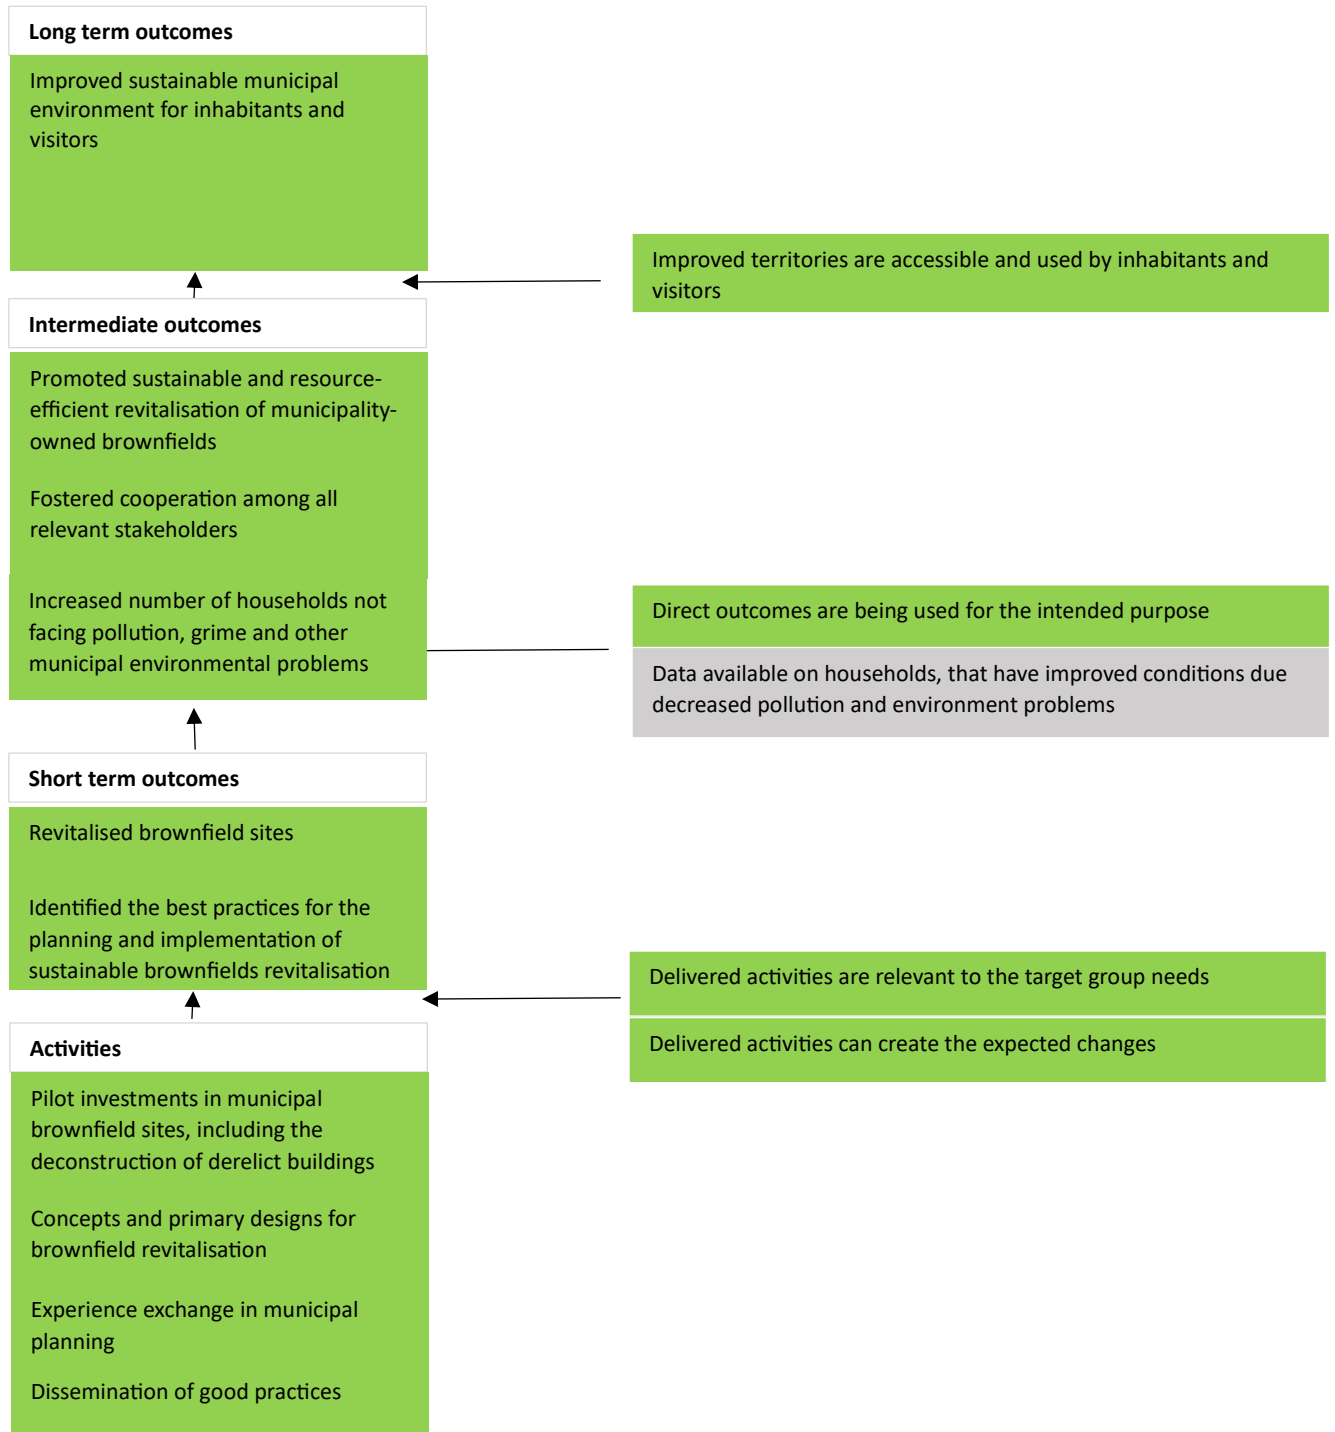 Long term outcomes
Improved sustainable municipal
environment for inhabitants and
visitors
Improved territories are accessible and used by inhabitants and
visitors
Intermediate outcomes
Promoted sustainable and resource-
efficient revitalisation of municipality-
owned brownfields
Fostered cooperation among all
relevant stakeholders
Increased number of households not
facing pollution, grime and other
municipal environmental problems
Direct outcomes are being used for the intended purpose
Data available on households, that have improved conditions due
decreased pollution and environment problems
Short term outcomes
Revitalised brownfield sites
Identified the best practices for the
planning and implementation of
sustainable brownfields revitalisation
Delivered activities are relevant to the target group needs
Delivered activities can create the expected changes
Activities
Pilot investments in municipal
brownfield sites, including the
deconstruction of derelict buildings
Concepts and primary designs for
brownfield revitalisation
Experience exchange in municipal
planning
Dissemination of good practices